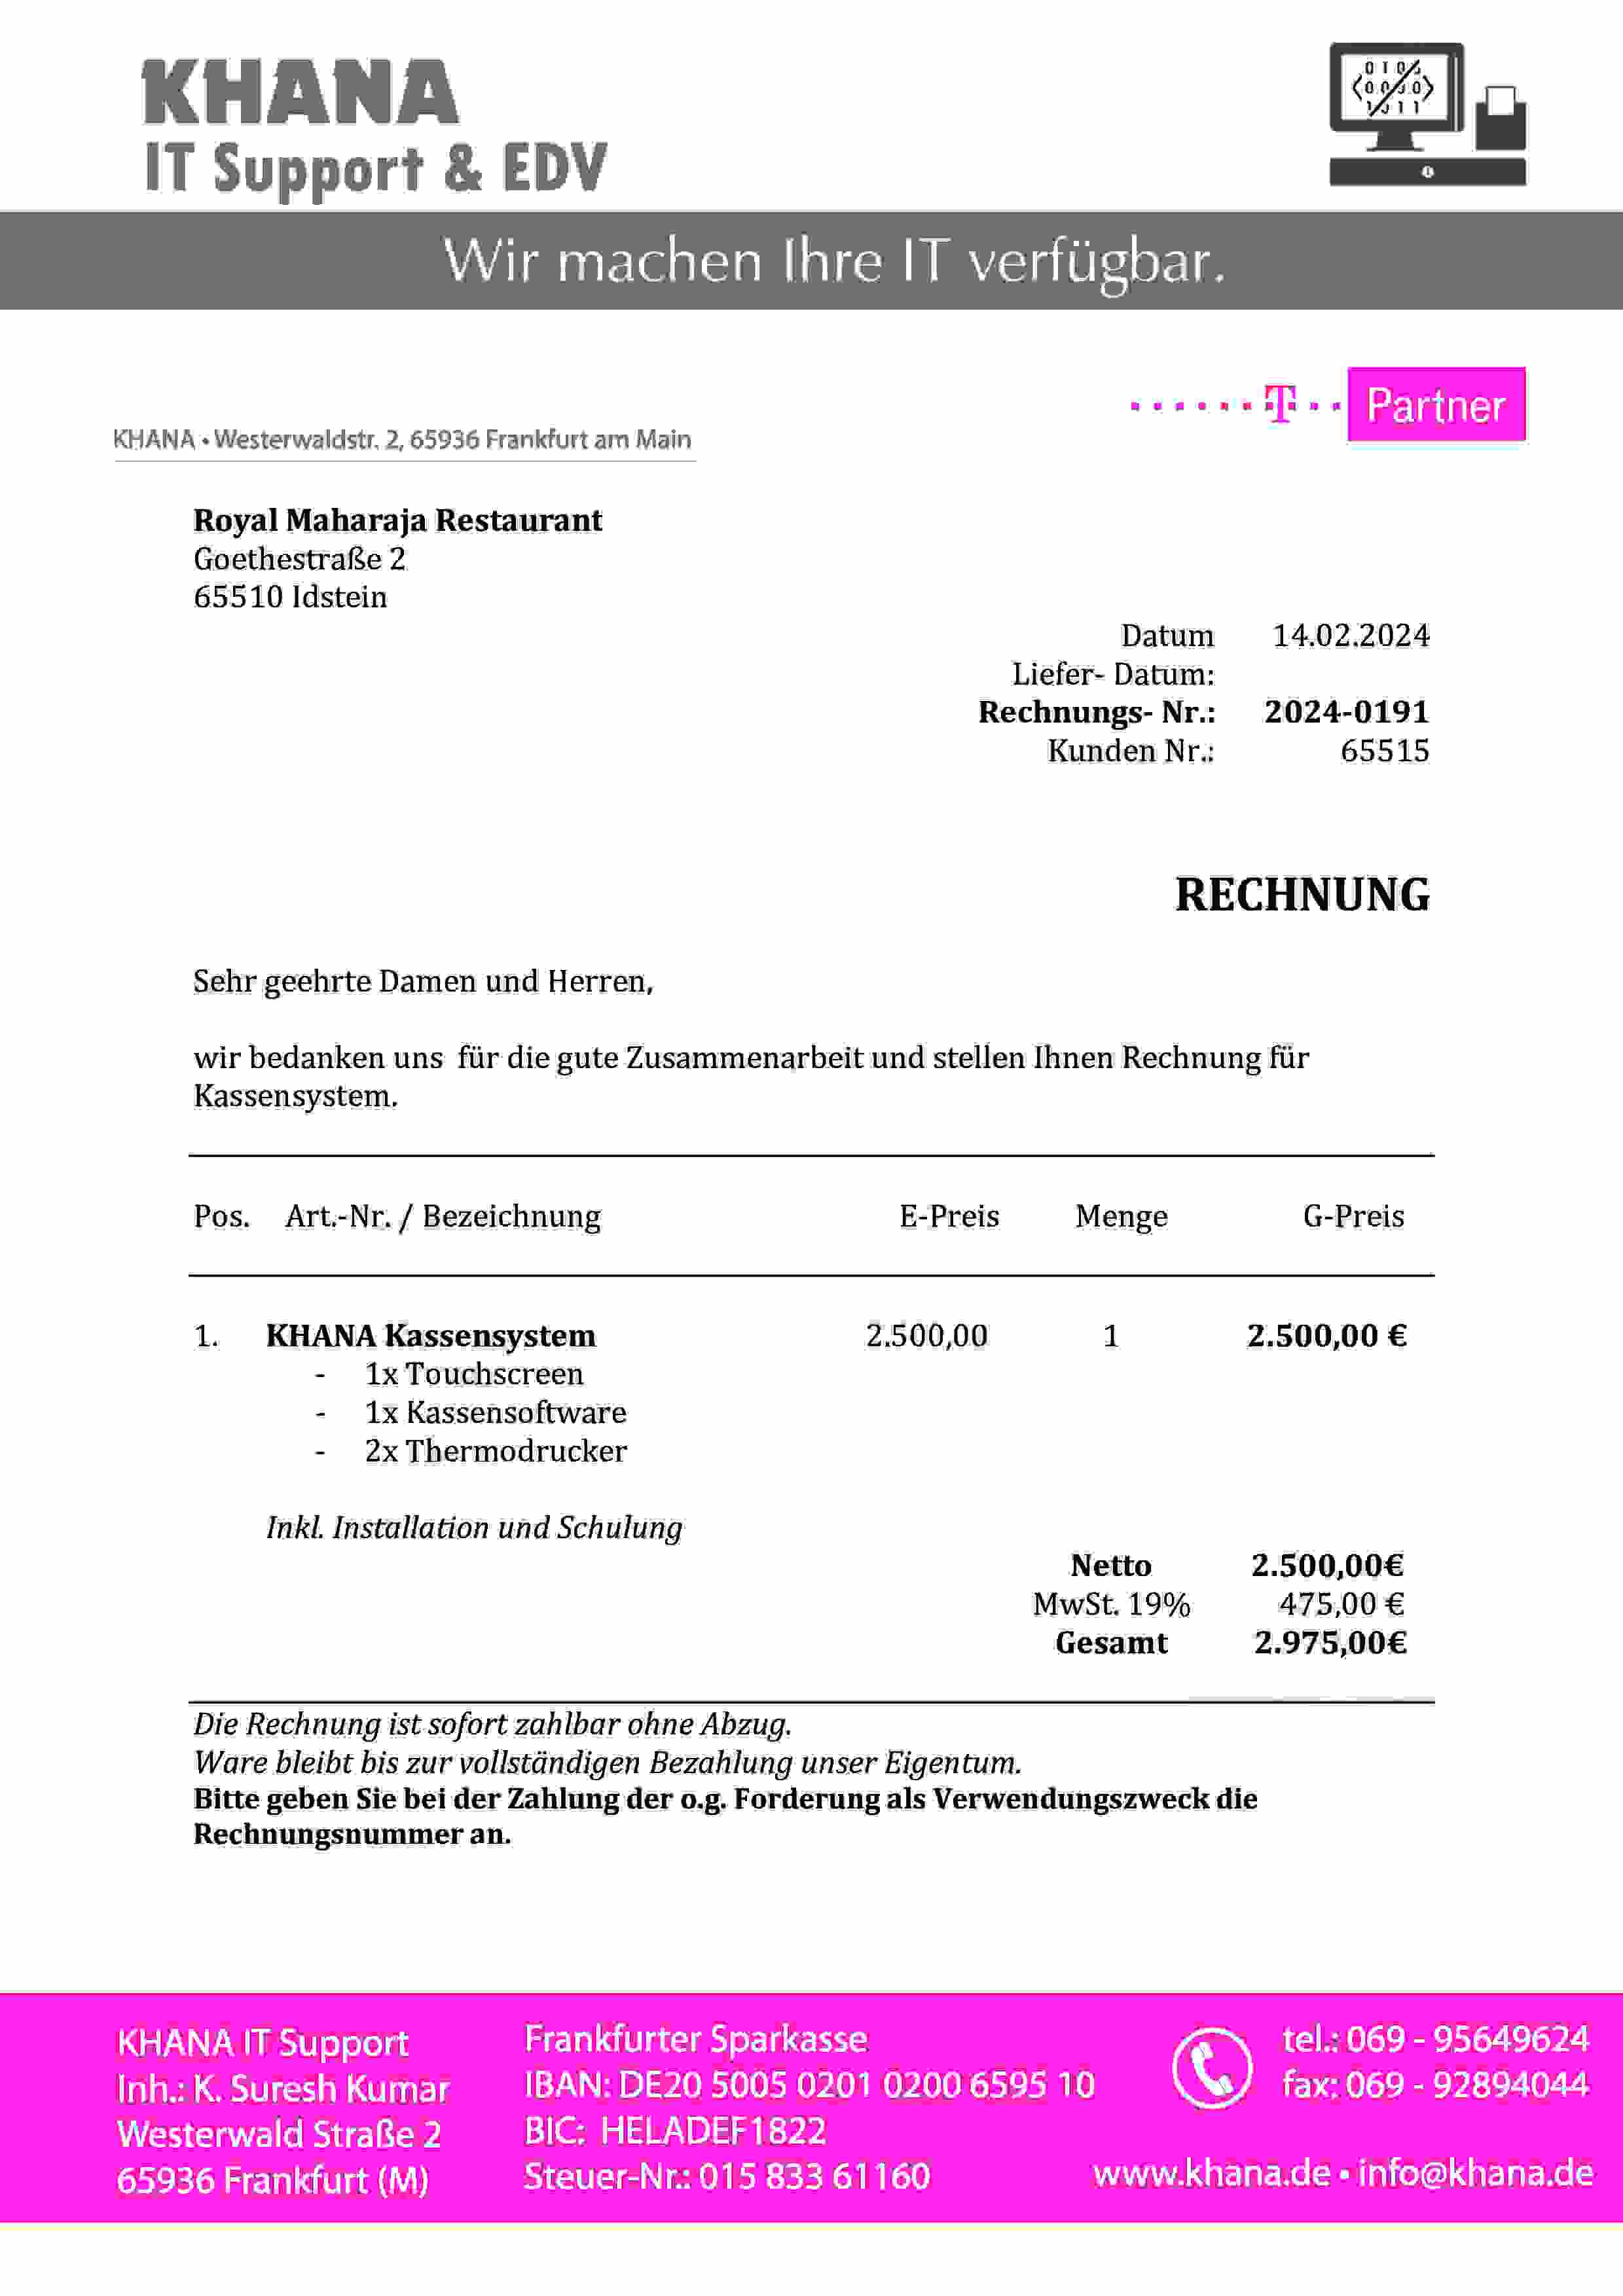 KHANA
IT Support & EDV
Wir machen Ihre IT verfügbar.
T Partner
KHANA • Westerwaldstr. 2, 65936 Frankfurt am Main
Royal Maharaja Restaurant
Goethestraße 2
65510 Idstein
Datum 14.02.2024
Liefer- Datum:
Rechnungs- Nr.: 2024-0191
Kunden Nr.: 65515
RECHNUNG
Sehr geehrte Damen und Herren,
wir bedanken uns für die gute Zusammenarbeit und stellen Ihnen Rechnung für
Kassensystem.
Pos. Art.-Nr. / Bezeichnung E-Preis Menge G-Preis
1. KHANA Kassensystem 2.500,00 1 2.500,00 €
- 1x Touchscreen
- 1x Kassensoftware
- 2x Thermodrucker
Inkl. Installation und Schulung
Netto 2.500,00€
MwSt. 19% 475,00 €
Gesamt 2.975,00€
Die Rechnung ist sofort zahlbar ohne Abzug.
Ware bleibt bis zur vollständigen Bezahlung unser Eigentum.
Bitte geben Sie bei der Zahlung der o.g. Forderung als Verwendungszweck die
Rechnungsnummer an.
KHANA IT Support
Inh.: K. Suresh Kumar
Westerwald Straße 2
65936 Frankfurt (M)
Frankfurter Sparkasse
IBAN: DE20 5005 0201 0200 6595 10
BIC: HELADEF1822
Steuer-Nr.: 015 833 61160
tel.: 069 - 95649624
fax: 069 - 92894044
www.khana.de • info@khana.de